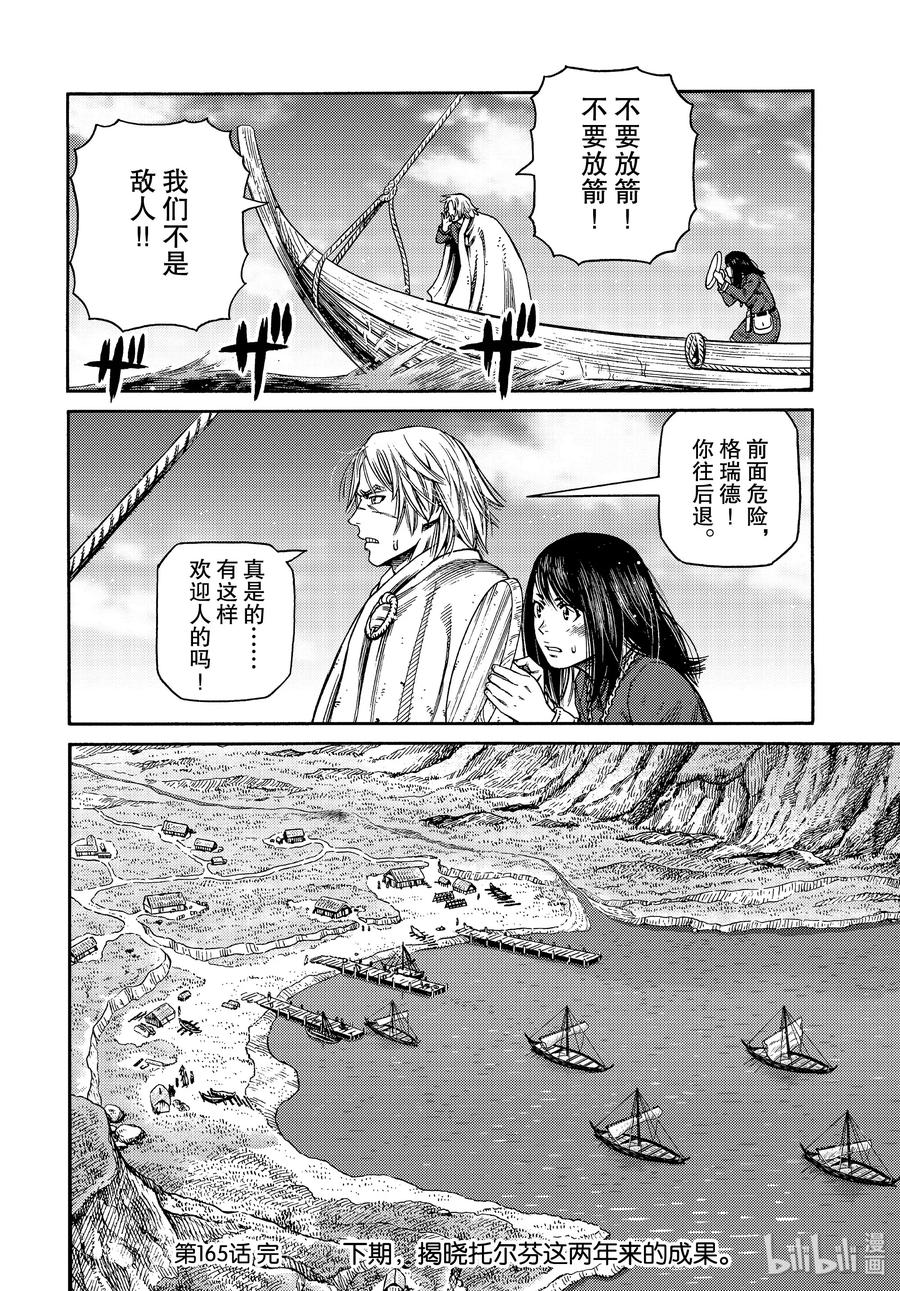 不要放箭！
不要放箭！
我们不是
敌人!!
ザ
ザ
ザ
前面危险，
格瑞德！
你往后退。
真是的……
有这样
欢迎人的吗！
第165话 完
下期，揭晓托尔芬这两年来的成果。
bilibili 漫画